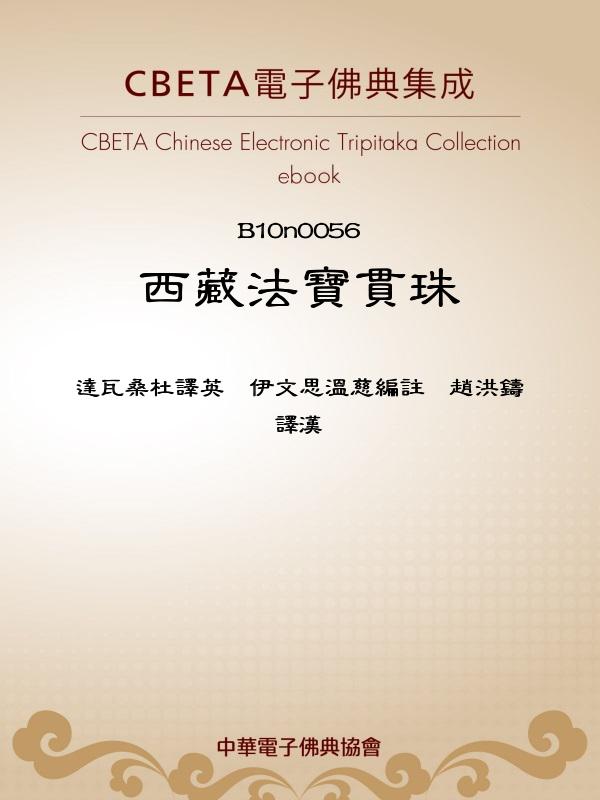 CBETA電子佛典集成
CBETA Chinese Electronic Tripitaka Collection
ebook
B10n0056
西藏法寶貫珠
達瓦桑杜譯英　伊文思溫慈編註　趙洪鑄
譯漢
中華電子佛典協會